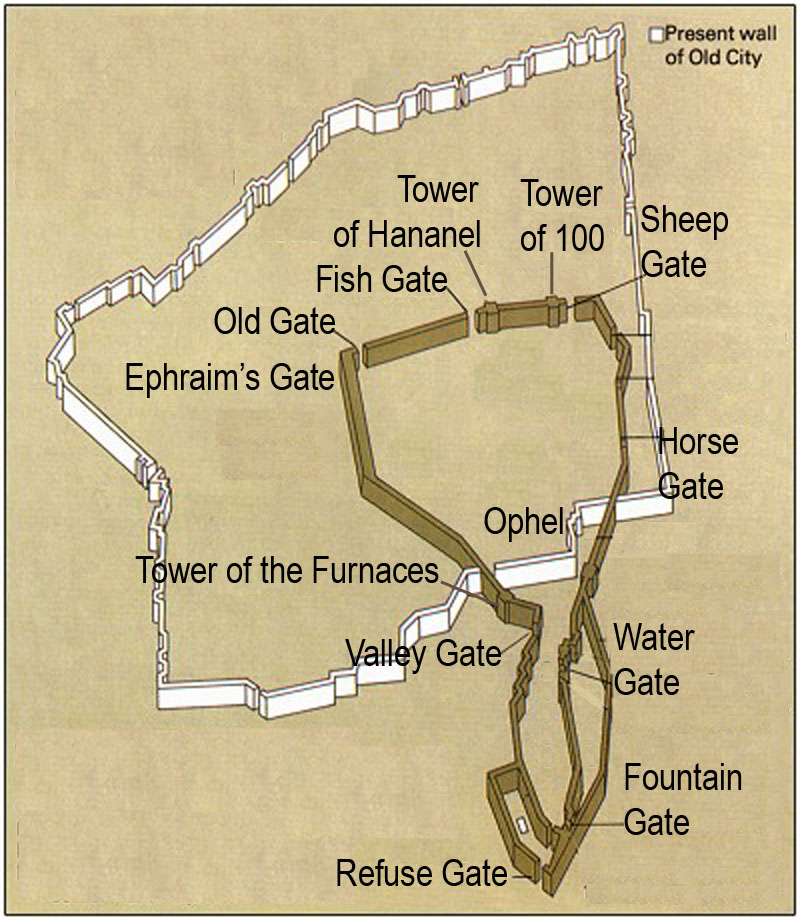 Present wall
of Old City
Tower
of Hananel
Tower
of 100
Sheep
Gate
Fish Gate
Old Gate
Ephraim’s Gate
Horse
Gate
Ophel
Tower of the Furnaces
Valley Gate
Water
Gate
Fountain
Gate
Refuse Gate